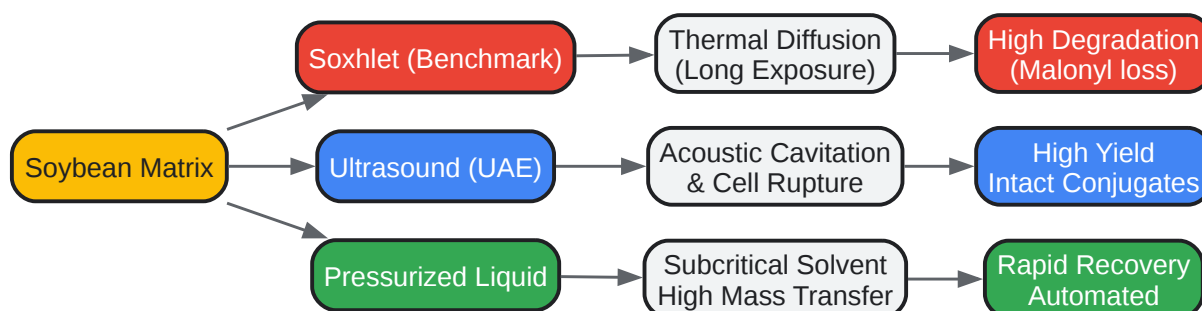 Soybean Matrix
Soxhlet (Benchmark)
Thermal Diffusion
(Long Exposure)
High Degradation
(Malonyl loss)
Ultrasound (UAE)
Acoustic Cavitation
& Cell Rupture
High Yield
Intact Conjugates
Pressurized Liquid
Subcritical Solvent
High Mass Transfer
Rapid Recovery
Automated